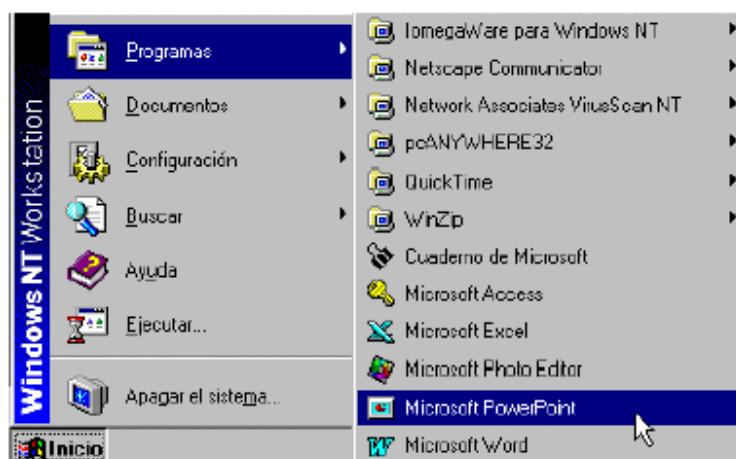 Windows NT Workstation
Programas
Documentos
Configuración
Buscar
Ayuda
Ejecutar...
Apagar el sistema...
Inicio
IomegaWare para Windows NT
Netscape Communicator
Network Associates VirusScan NT
pcANYWHERE32
QuickTime
WinZip
Cuaderno de Microsoft
Microsoft Access
Microsoft Excel
Microsoft Photo Editor
Microsoft PowerPoint
Microsoft Word